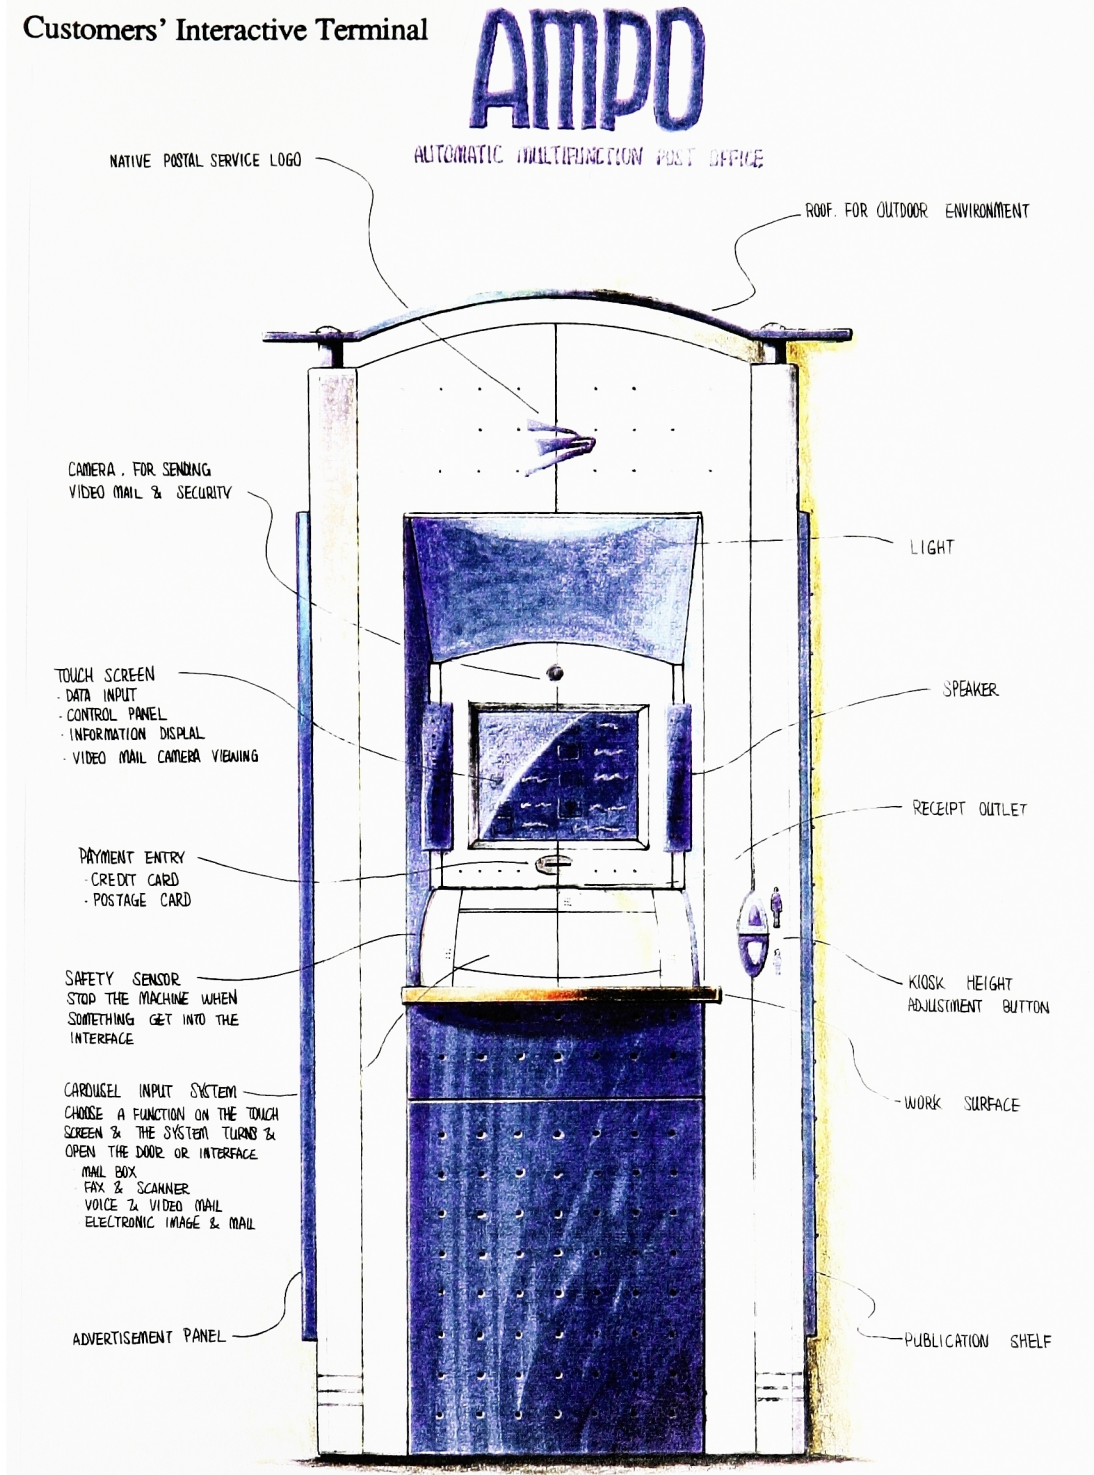 Customers' Interactive Terminal
AMPO
AUTOMATIC MULTIFUNCTION POST OFFICE
NATIVE POSTAL SERVICE LOGO
ROOF. FOR OUTDOOR ENVIRONMENT
CAMERA. FOR SENDING
VIDEO MAIL & SECURITY
LIGHT
TOUCH SCREEN
· DATA INPUT
· CONTROL PANEL
· INFORMATION DISPLAL
· VIDEO MAIL CAMERA VIEWING
SPEAKER
RECEIPT OUTLET
PAYMENT ENTRY
· CREDIT CARD
· POSTAGE CARD
SAFETY SENSOR
STOP THE MACHINE WHEN
SOMETHING GET INTO THE
INTERFACE
KIOSK HEIGHT
ADJUSTMENT BUTTON
CAROUSEL INPUT SYSTEM
CHOOSE A FUNCTION ON THE TOUCH
SCREEN & THE SYSTEM TURNS &
OPEN THE DOOR OR INTERFACE
MAIL BOX
FAX & SCANNER
VOICE & VIDEO MAIL
ELECTRONIC IMAGE & MAIL
WORK SURFACE
ADVERTISEMENT PANEL
PUBLICATION SHELF